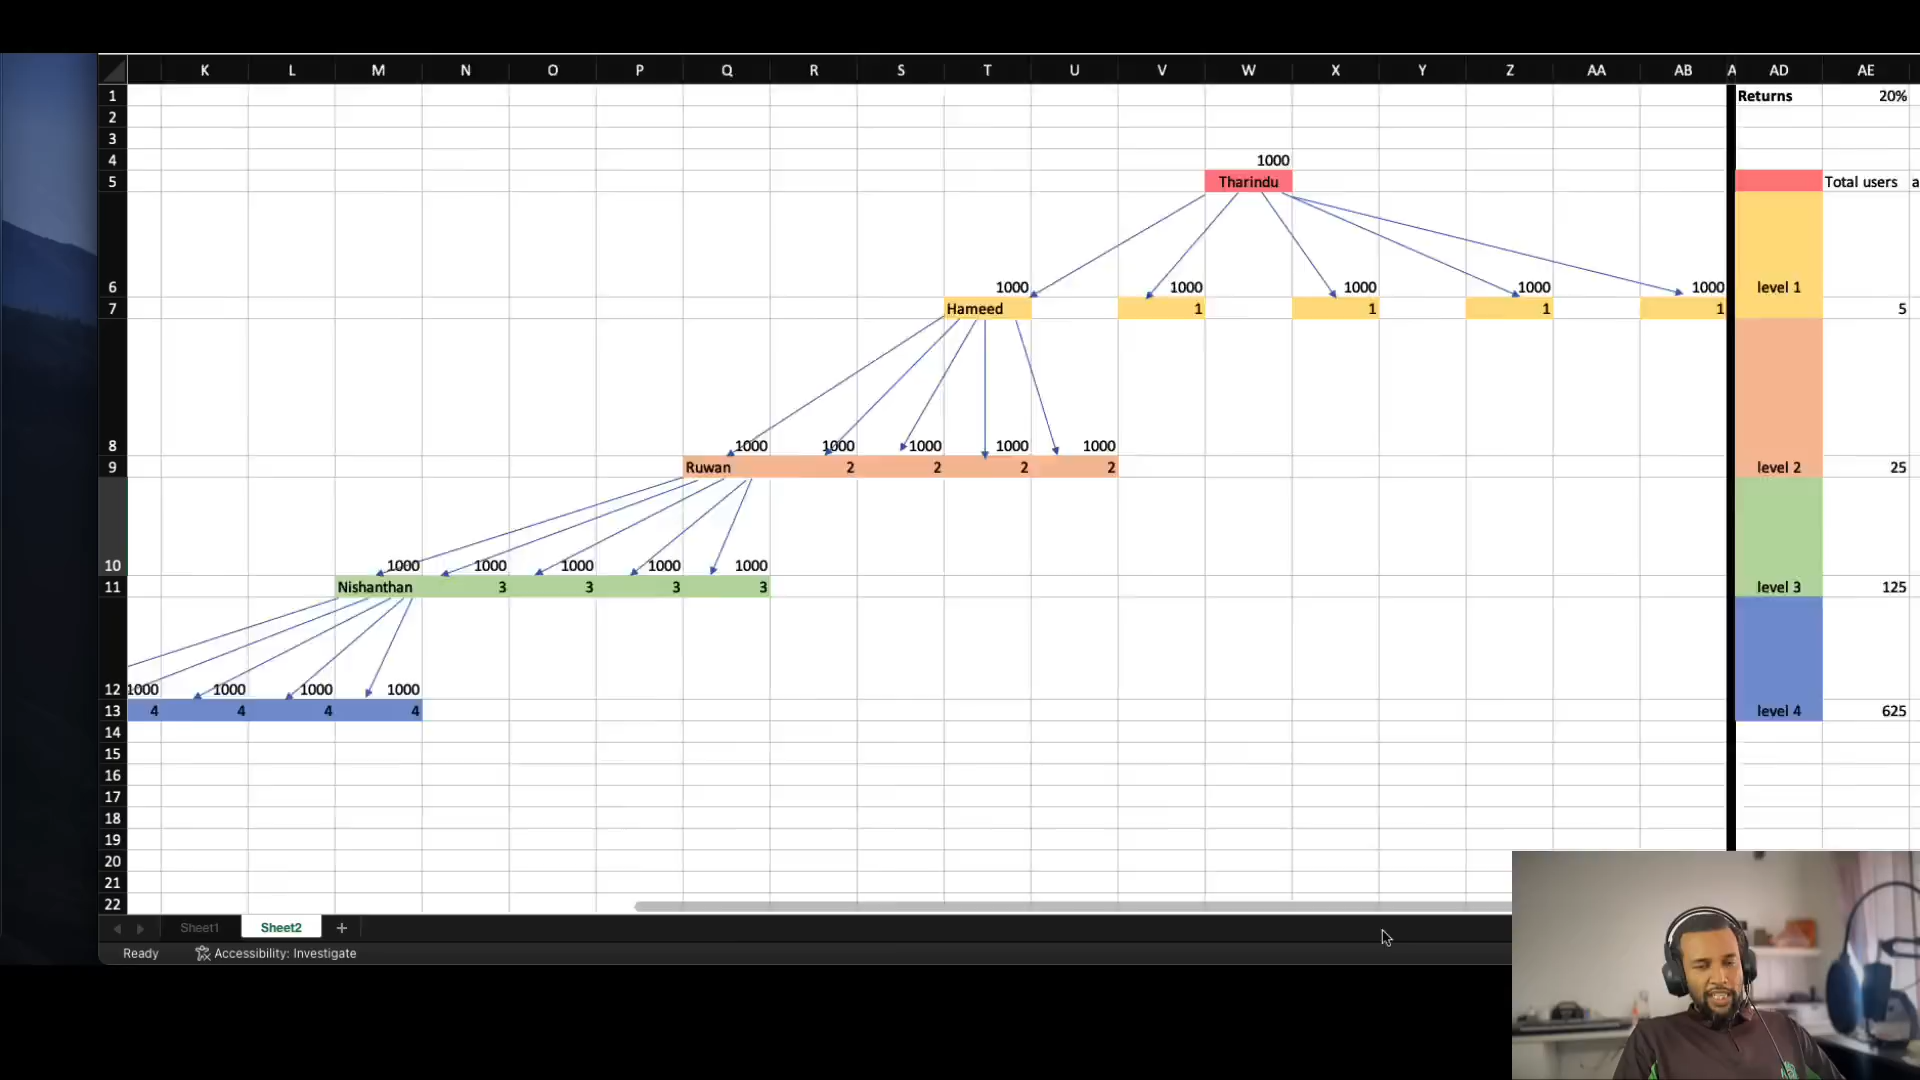 K L M N O P Q R S T U V W X Y Z AA AB A AD AE
1 Returns 20%
2
3
4 1000
5 Tharindu Total users a
6 1000 1000 1000 1000 1000 level 1
7 Hameed 1 1 1 1 5
8 1000 1000 1000 1000 1000
9 Ruwan 2 2 2 2 level 2 25
10 1000 1000 1000 1000 1000
11 Nishanthan 3 3 3 3 level 3 125
12 1000 1000 1000 1000
13 4 4 4 4 level 4 625
14
15
16
17
18
19
20
21
22
Sheet1 Sheet2 +
Ready Accessibility: Investigate